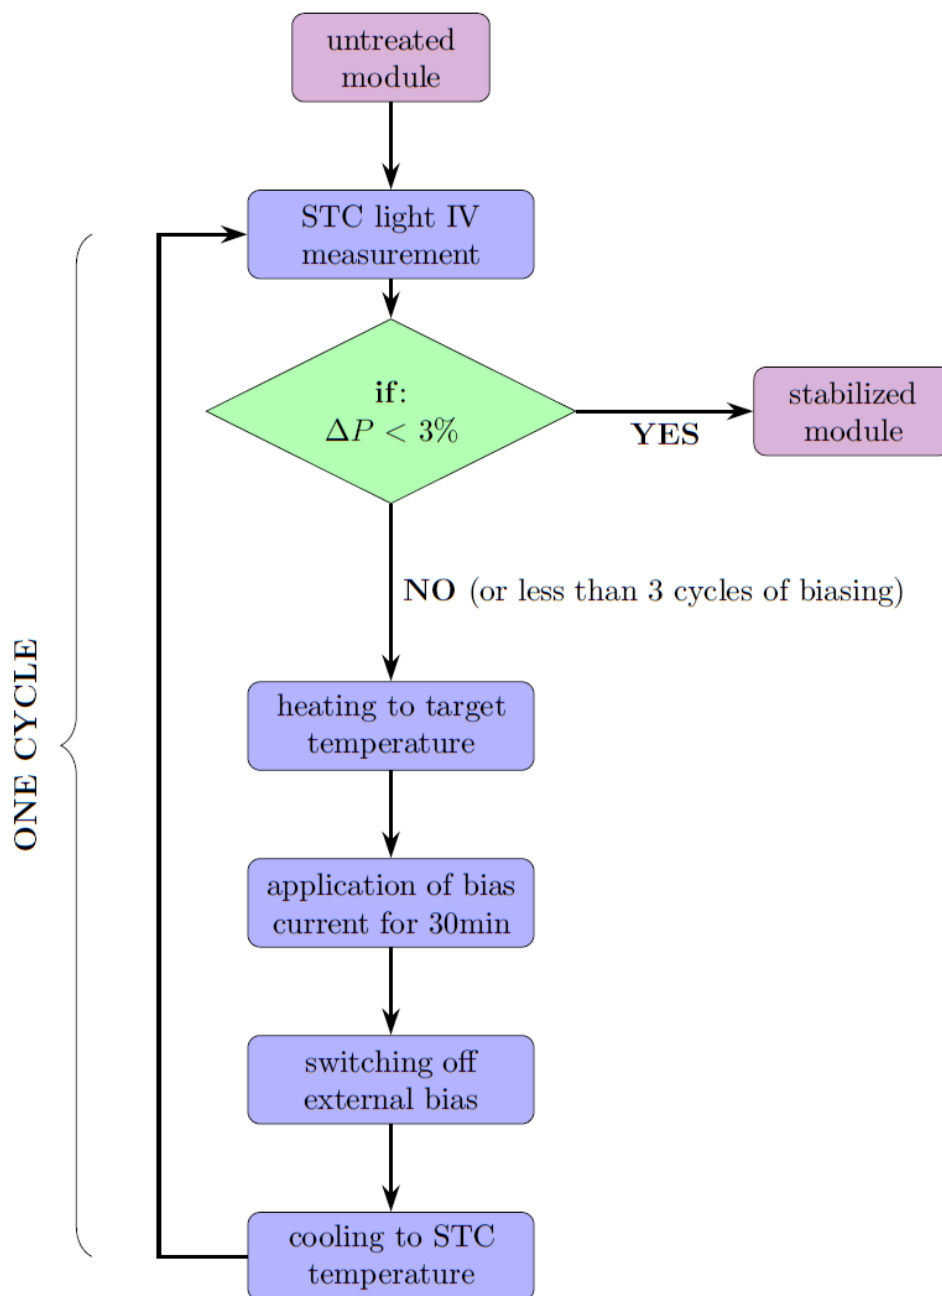 untreated
module
STC light IV
measurement
if:
ΔP < 3%
YES
stabilized
module
NO (or less than 3 cycles of biasing)
ONE CYCLE
heating to target
temperature
application of bias
current for 30min
switching off
external bias
cooling to STC
temperature